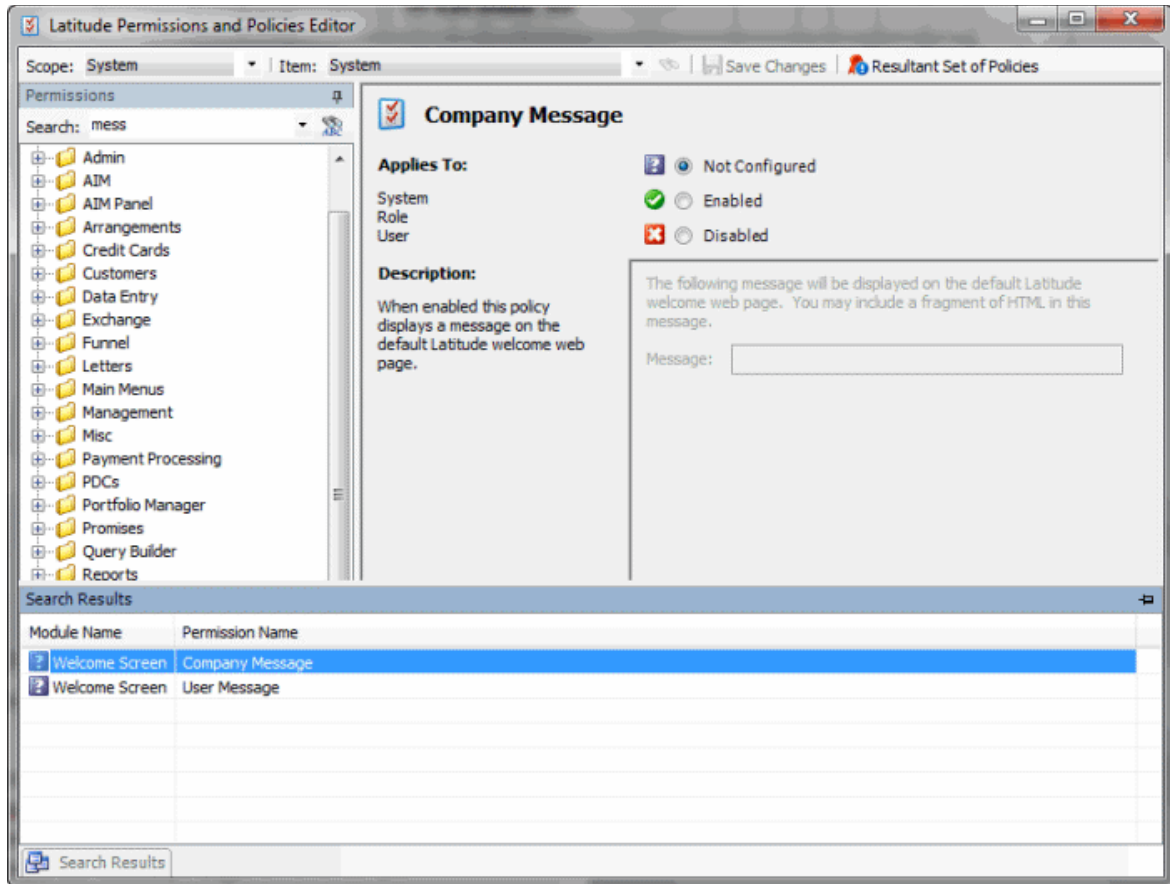 Latitude Permissions and Policies Editor
Scope: System Item: System Save Changes Resultant Set of Policies
Permissions
Search: mess
Admin
AIM
AIM Panel
Arrangements
Credit Cards
Customers
Data Entry
Exchange
Funnel
Letters
Main Menus
Management
Misc
Payment Processing
PDCs
Portfolio Manager
Promises
Query Builder
Reports
Company Message
Applies To:
System
Role
User
Not Configured
Enabled
Disabled
Description:
When enabled this policy
displays a message on the
default Latitude welcome web
page.
The following message will be displayed on the default Latitude
welcome web page. You may include a fragment of HTML in this
message.
Message:
Search Results
Module Name Permission Name
Welcome Screen Company Message
Welcome Screen User Message
Search Results